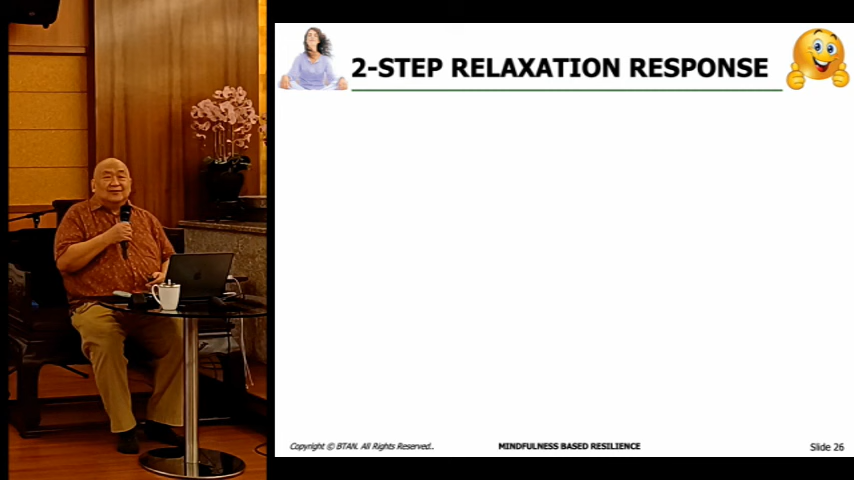 2-STEP RELAXATION RESPONSE
Copyright © BTAN. All Rights Reserved..
MINDFULNESS BASED RESILIENCE
Slide 26